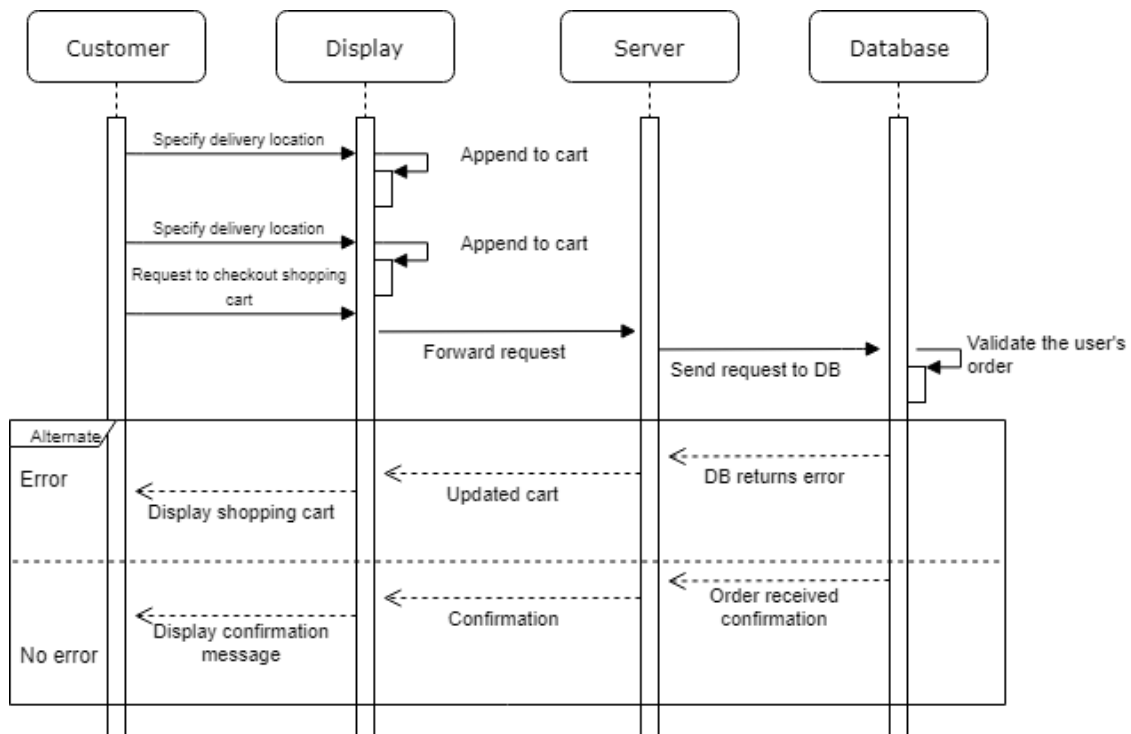 Customer
Display
Server
Database
Specify delivery location
Append to cart
Specify delivery location
Append to cart
Request to checkout shopping
cart
Forward request
Send request to DB
Validate the user's
order
Alternate
Error
DB returns error
Updated cart
Display shopping cart
Order received
confirmation
Confirmation
Display confirmation
message
No error